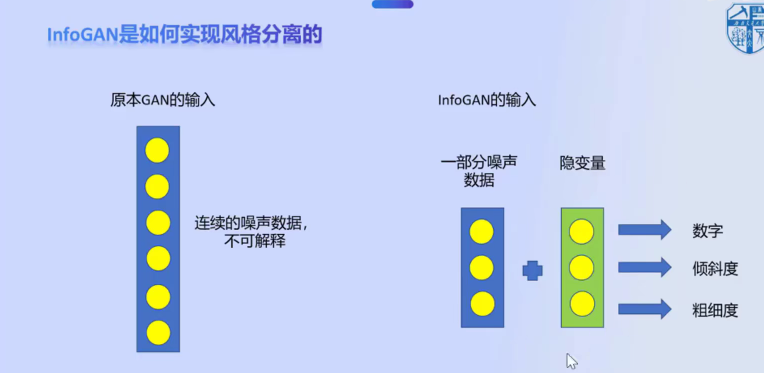 InfoGAN是如何实现风格分离的
原本GAN的输入
连续的噪声数据，
不可解释
InfoGAN的输入
一部分噪声
数据
隐变量
数字
倾斜度
粗细度